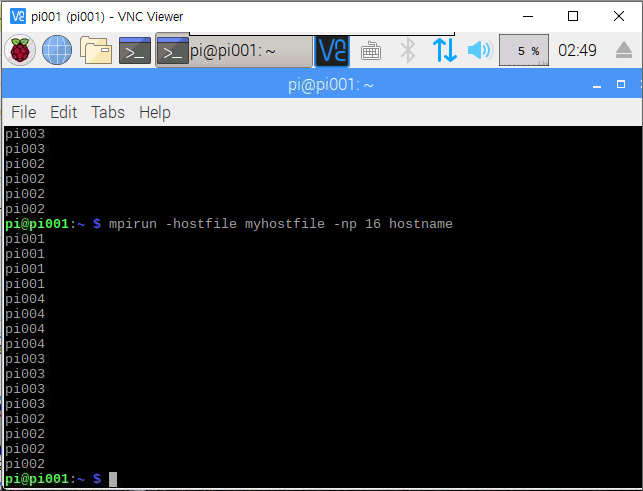 pi001 (pi001) - VNC Viewer
pi@pi001: ~ 5 % 02:49
pi@pi001: ~
File Edit Tabs Help
pi003
pi003
pi002
pi002
pi002
pi002
pi@pi001:~ $ mpirun -hostfile myhostfile -np 16 hostname
pi001
pi001
pi001
pi001
pi004
pi004
pi004
pi004
pi003
pi003
pi003
pi003
pi002
pi002
pi002
pi002
pi@pi001:~ $